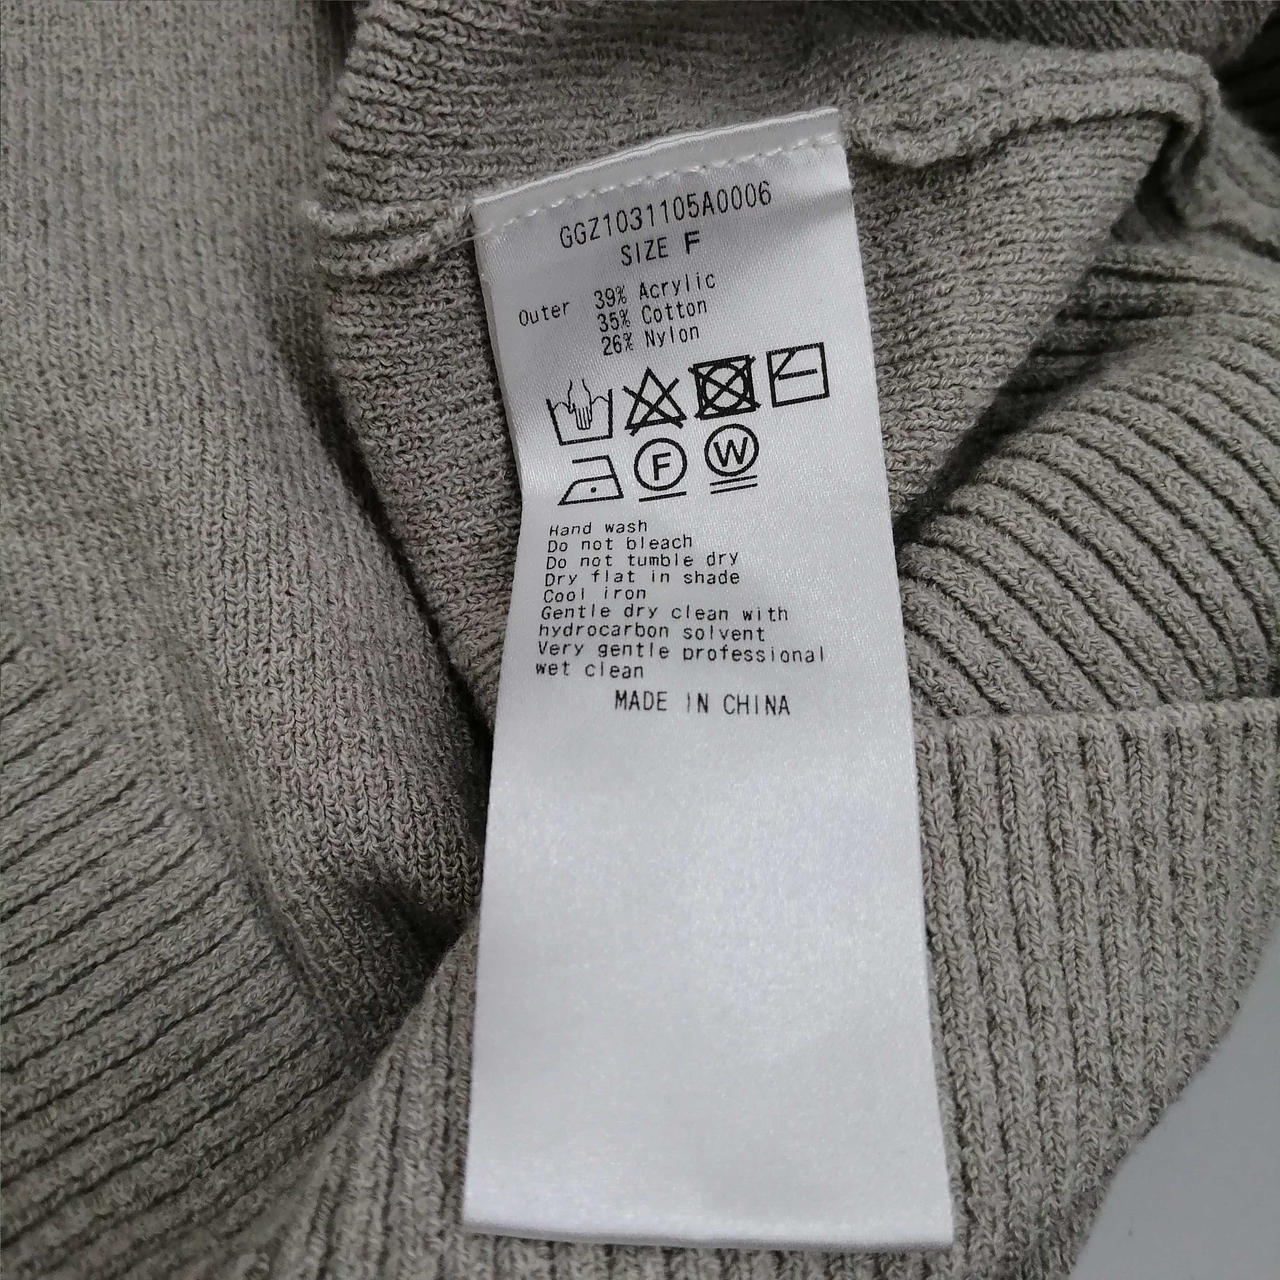 GGZ1031105A0006
SIZE F
Outer 39% Acrylic
35% Cotton
26% Nylon
F W
Hand wash
Do not bleach
Do not tumble dry
Dry flat in shade
Cool iron
Gentle dry clean with
hydrocarbon solvent
Very gentle professional
wet clean
MADE IN CHINA